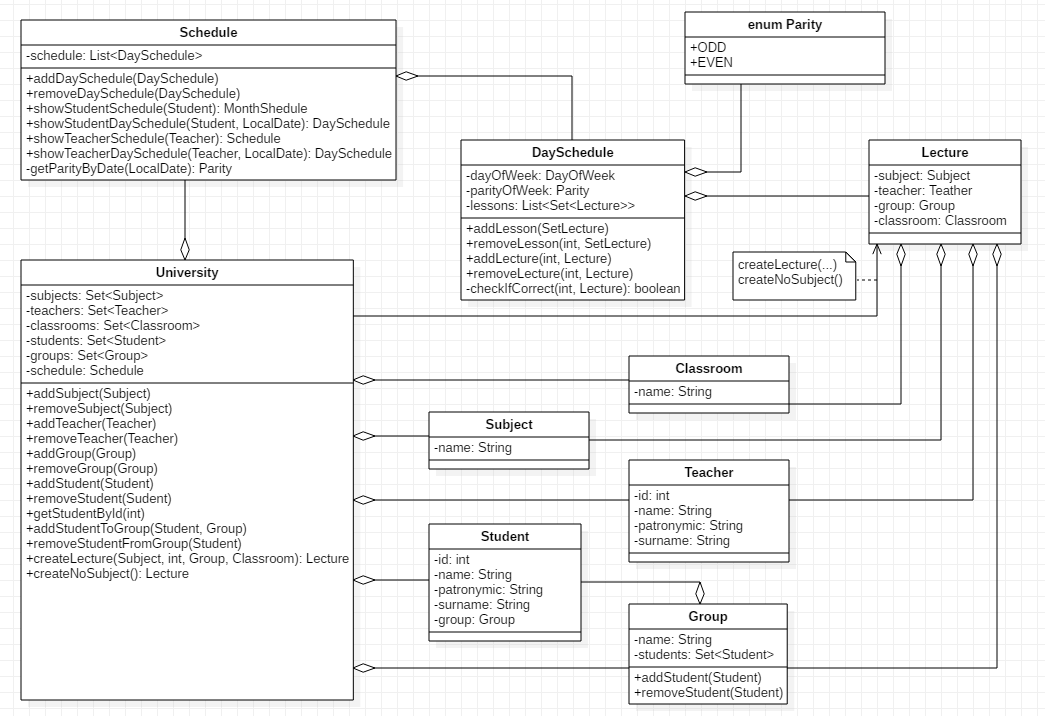 Schedule
-schedule: List<DaySchedule>
+addDaySchedule(DaySchedule)
+removeDaySchedule(DaySchedule)
+showStudentSchedule(Student): MonthShedule
+showStudentDaySchedule(Student, LocalDate): DaySchedule
+showTeacherSchedule(Teacher): Schedule
+showTeacherDaySchedule(Teacher, LocalDate): DaySchedule
-getParityByDate(LocalDate): Parity
enum Parity
+ODD
+EVEN
DaySchedule
-dayOfWeek: DayOfWeek
-parityOfWeek: Parity
-lessons: List<Set<Lecture>>
+addLesson(SetLecture)
+removeLesson(int, SetLecture)
+addLecture(int, Lecture)
+removeLecture(int, Lecture)
-checkIfCorrect(int, Lecture): boolean
Lecture
-subject: Subject
-teacher: Teather
-group: Group
-classroom: Classroom
createLecture(...)
createNoSubject()
University
-subjects: Set<Subject>
-teachers: Set<Teacher>
-classrooms: Set<Classroom>
-students: Set<Student>
-groups: Set<Group>
-schedule: Schedule
+addSubject(Subject)
+removeSubject(Subject)
+addTeacher(Teacher)
+removeTeacher(Teacher)
+addGroup(Group)
+removeGroup(Group)
+addStudent(Student)
+removeStudent(Sudent)
+getStudentById(int)
+addStudentToGroup(Student, Group)
+removeStudentFromGroup(Student)
+createLecture(Subject, int, Group, Classroom): Lecture
+createNoSubject(): Lecture
Classroom
-name: String
Subject
-name: String
Teacher
-id: int
-name: String
-patronymic: String
-surname: String
Student
-id: int
-name: String
-patronymic: String
-surname: String
-group: Group
Group
-name: String
-students: Set<Student>
+addStudent(Student)
+removeStudent(Student)